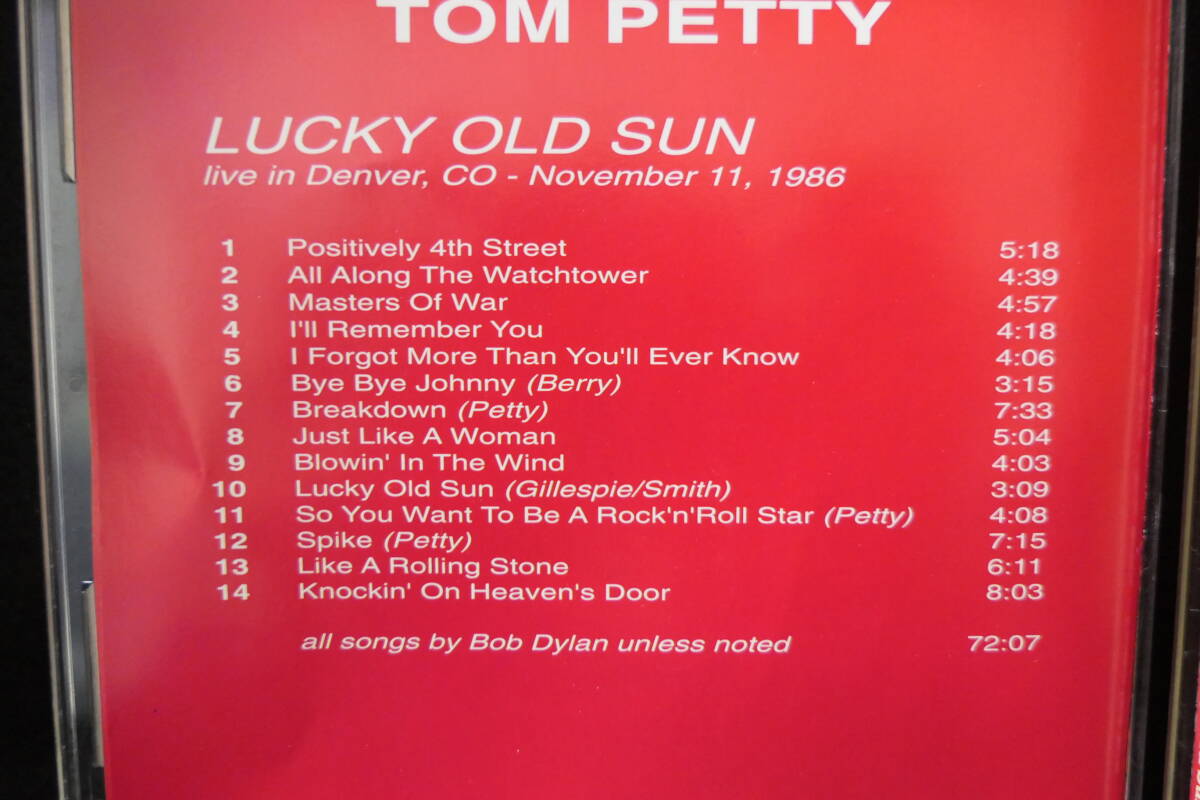 TOM PETTY
LUCKY OLD SUN
live in Denver, CO - November 11, 1986
1 Positively 4th Street 5:18
2 All Along The Watchtower 4:39
3 Masters Of War 4:57
4 I'll Remember You 4:18
5 I Forgot More Than You'll Ever Know 4:06
6 Bye Bye Johnny (Berry) 3:15
7 Breakdown (Petty) 7:33
8 Just Like A Woman 5:04
9 Blowin' In The Wind 4:03
10 Lucky Old Sun (Gillespie/Smith) 3:09
11 So You Want To Be A Rock'n'Roll Star (Petty) 4:08
12 Spike (Petty) 7:15
13 Like A Rolling Stone 6:11
14 Knockin' On Heaven's Door 8:03
all songs by Bob Dylan unless noted 72:07